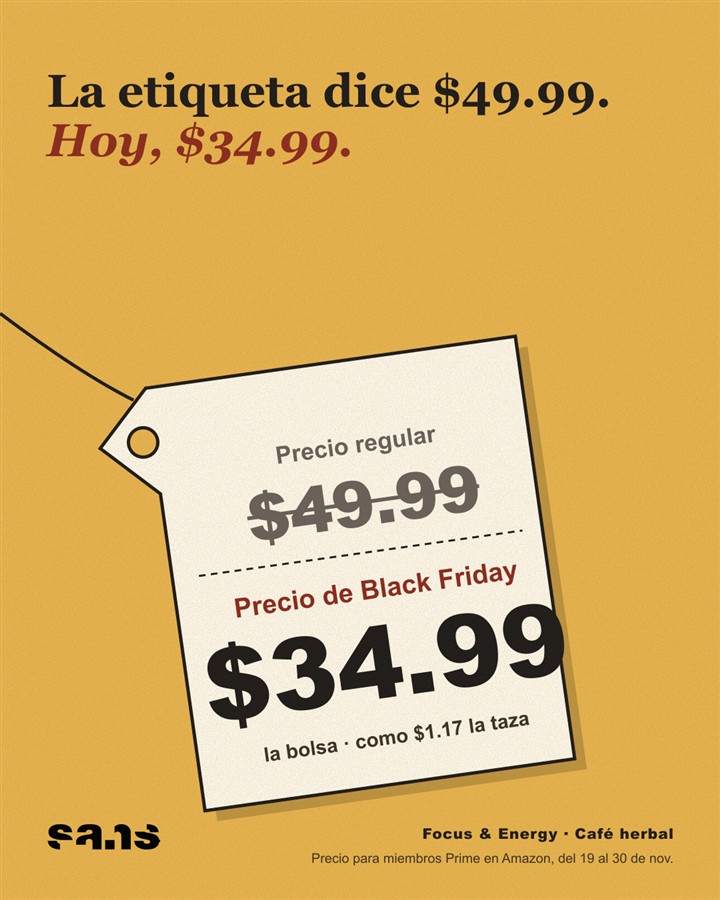 La etiqueta dice $49.99.
Hoy, $34.99.
Precio regular
$49.99
Precio de Black Friday
$34.99
la bolsa · como $1.17 la taza
sans
Focus & Energy · Café herbal
Precio para miembros Prime en Amazon, del 19 al 30 de nov.